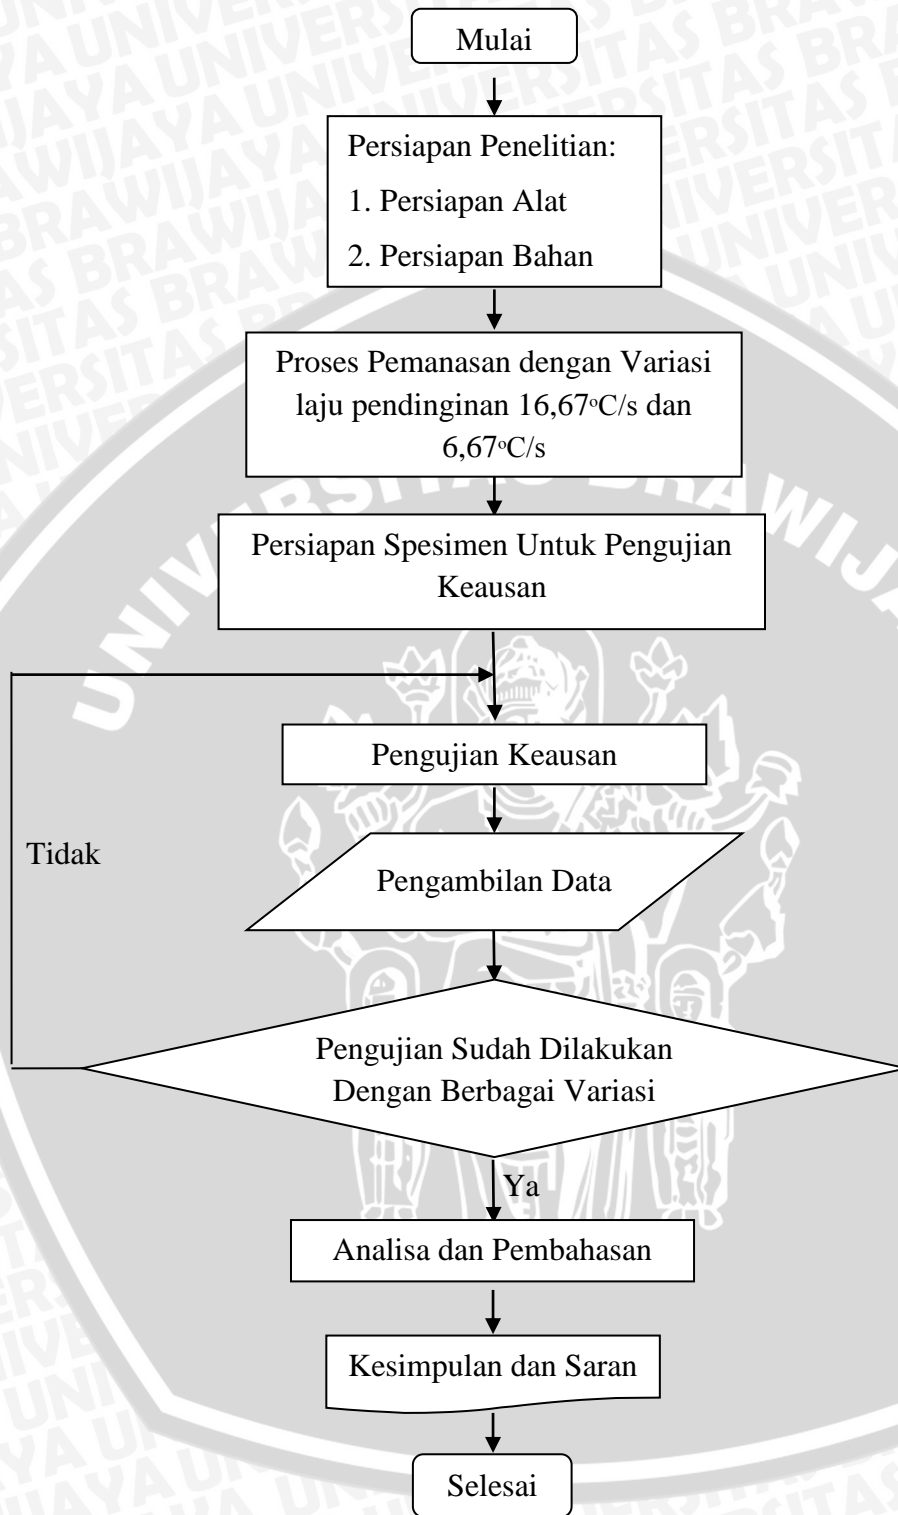 Mulai
Persiapan Penelitian:
1. Persiapan Alat
2. Persiapan Bahan
Proses Pemanasan dengan Variasi
laju pendinginan 16,67°C/s dan
6,67°C/s
Persiapan Spesimen Untuk Pengujian
Keausan
Pengujian Keausan
Tidak
Pengambilan Data
Pengujian Sudah Dilakukan
Dengan Berbagai Variasi
Ya
Analisa dan Pembahasan
Kesimpulan dan Saran
Selesai